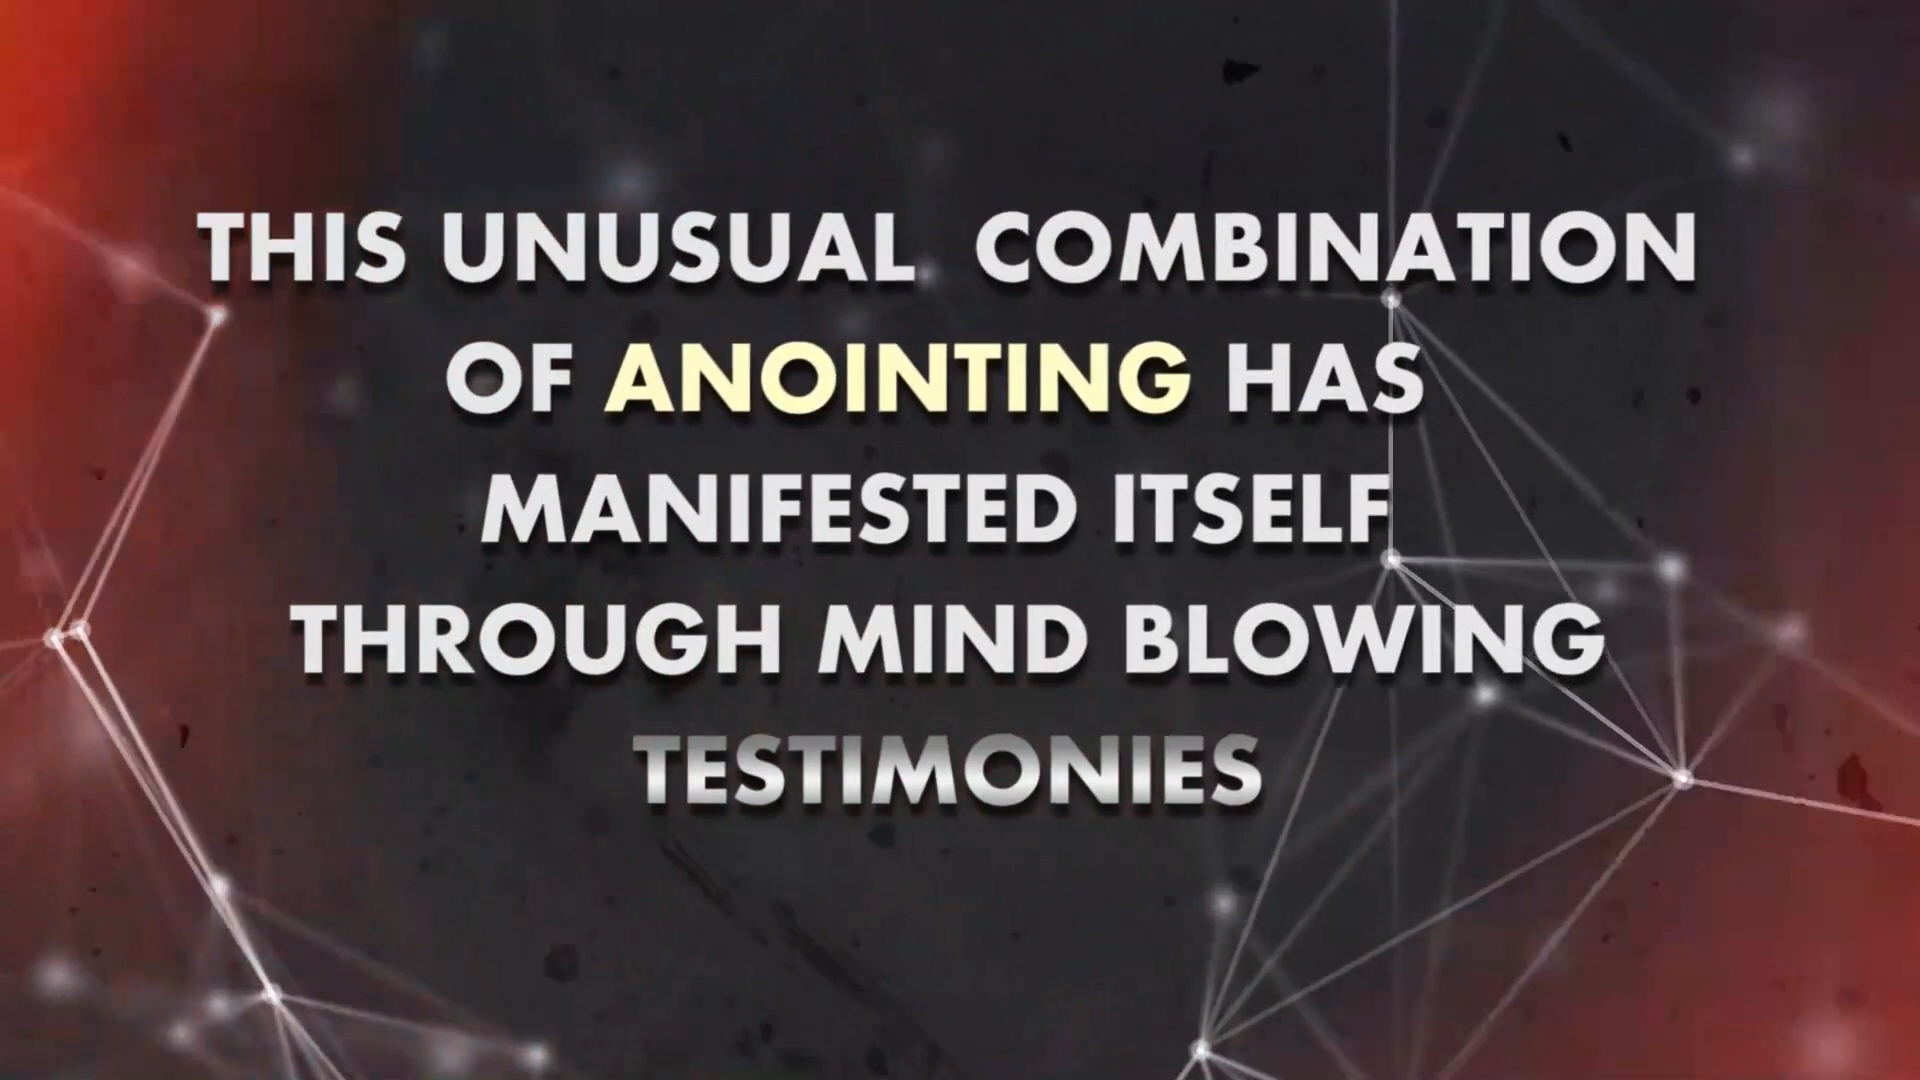 THIS UNUSUAL COMBINATION
OF ANOINTING HAS
MANIFESTED ITSELF
THROUGH MIND BLOWING
TESTIMONIES